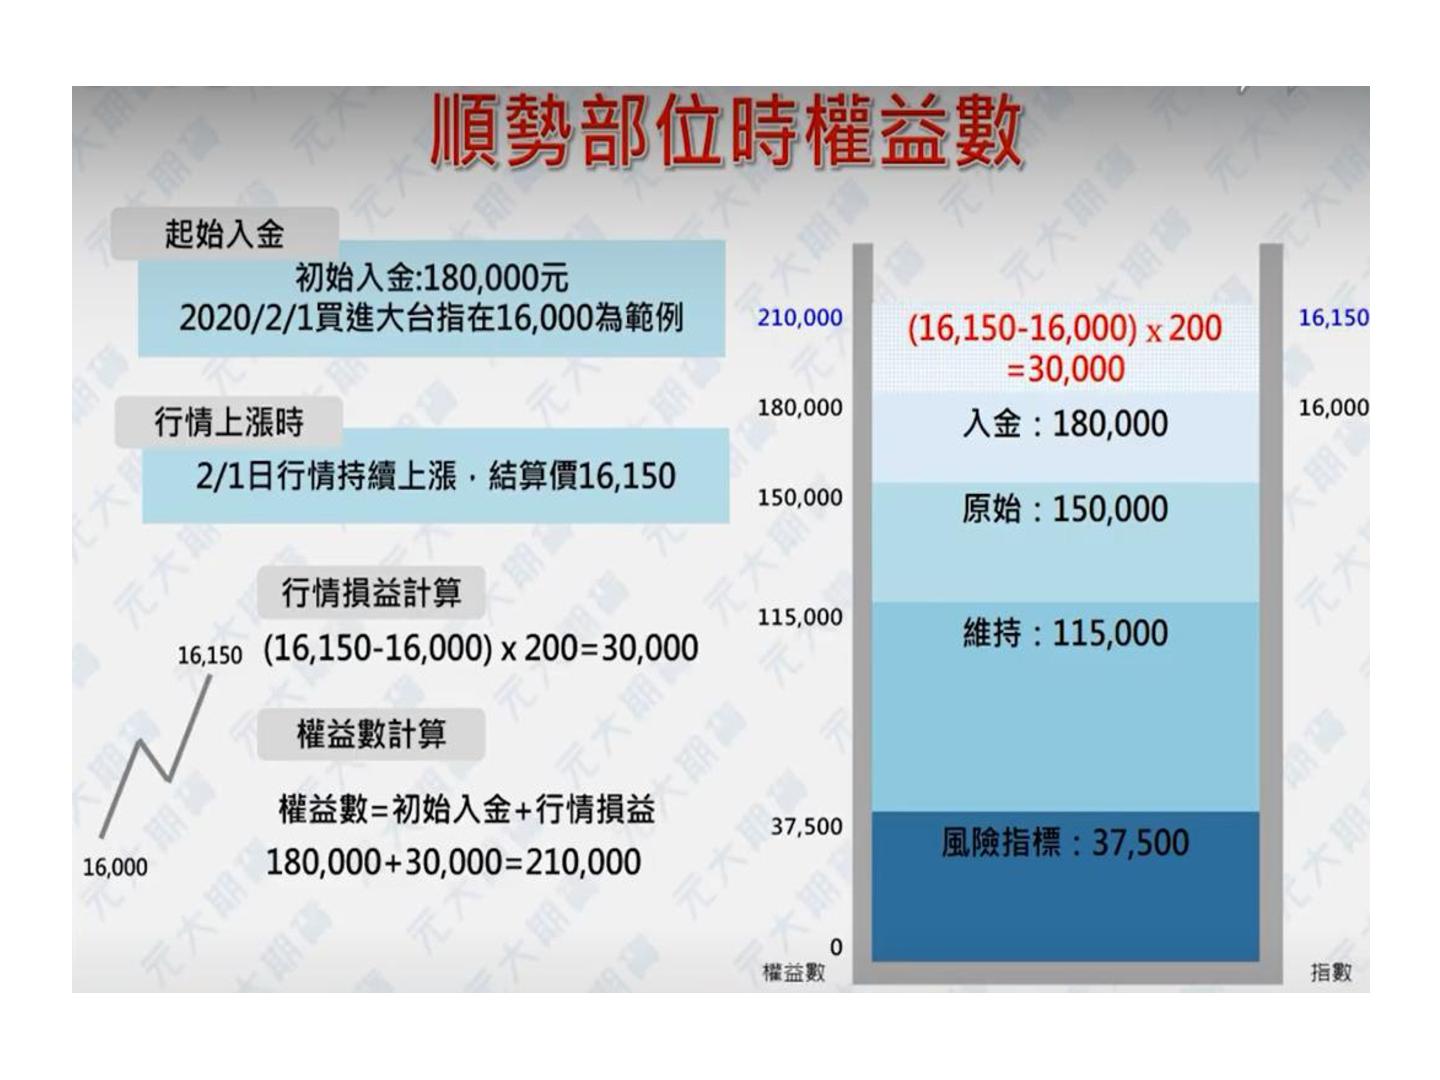 順勢部位時權益數
起始入金
初始入金:180,000元
2020/2/1買進大台指在16,000為範例
行情上漲時
2/1日行情持續上漲，結算價16,150
行情損益計算
(16,150-16,000) x 200=30,000
16,150
16,000
權益數計算
權益數=初始入金+行情損益
180,000+30,000=210,000
210,000
180,000
150,000
115,000
37,500
0
權益數
(16,150-16,000) x 200
=30,000
入金：180,000
原始：150,000
維持：115,000
風險指標：37,500
16,150
16,000
指數
元大期貨